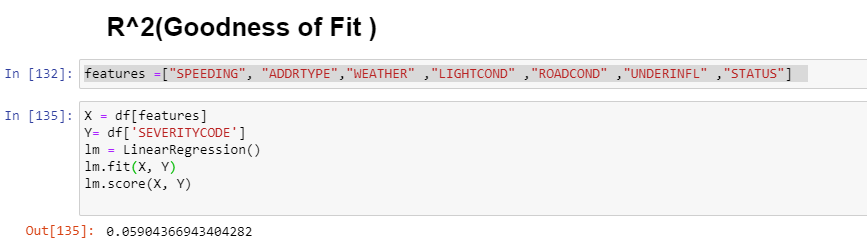 R^2(Goodness of Fit )
In [132]: features =["SPEEDING", "ADDRTYPE","WEATHER" ,"LIGHTCOND" ,"ROADCOND" ,"UNDERINFL" ,"STATUS"]
In [135]: X = df[features]
Y= df['SEVERITYCODE']
lm = LinearRegression()
lm.fit(X, Y)
lm.score(X, Y)
Out[135]: 0.05904366943404282